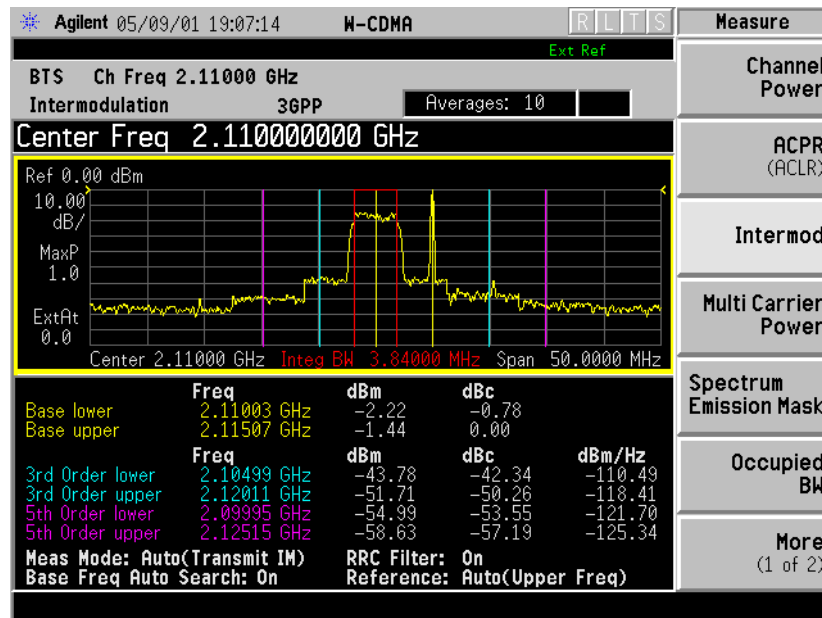 Agilent 05/09/01 19:07:14 W-CDMA R L T S
Measure
Ext Ref
BTS Ch Freq 2.11000 GHz
Intermodulation 3GPP Averages: 10
Center Freq 2.110000000 GHz
Ref 0.00 dBm
10.00
dB/
MaxP
1.0
ExtAt
0.0
Center 2.11000 GHz Integ BW 3.84000 MHz Span 50.0000 MHz
Freq dBm dBc
Base lower 2.11003 GHz -2.22 -0.78
Base upper 2.11507 GHz -1.44 0.00
Freq dBm dBc dBm/Hz
3rd Order lower 2.10499 GHz -43.78 -42.34 -110.49
3rd Order upper 2.12011 GHz -51.71 -50.26 -118.41
5th Order lower 2.09995 GHz -54.99 -53.55 -121.70
5th Order upper 2.12515 GHz -58.63 -57.19 -125.34
Meas Mode: Auto(Transmit IM) RRC Filter: On
Base Freq Auto Search: On Reference: Auto(Upper Freq)
Channel
Power
ACPR
(ACLR)
Intermod
Multi Carrier
Power
Spectrum
Emission Mask
Occupied
BW
More
(1 of 2)